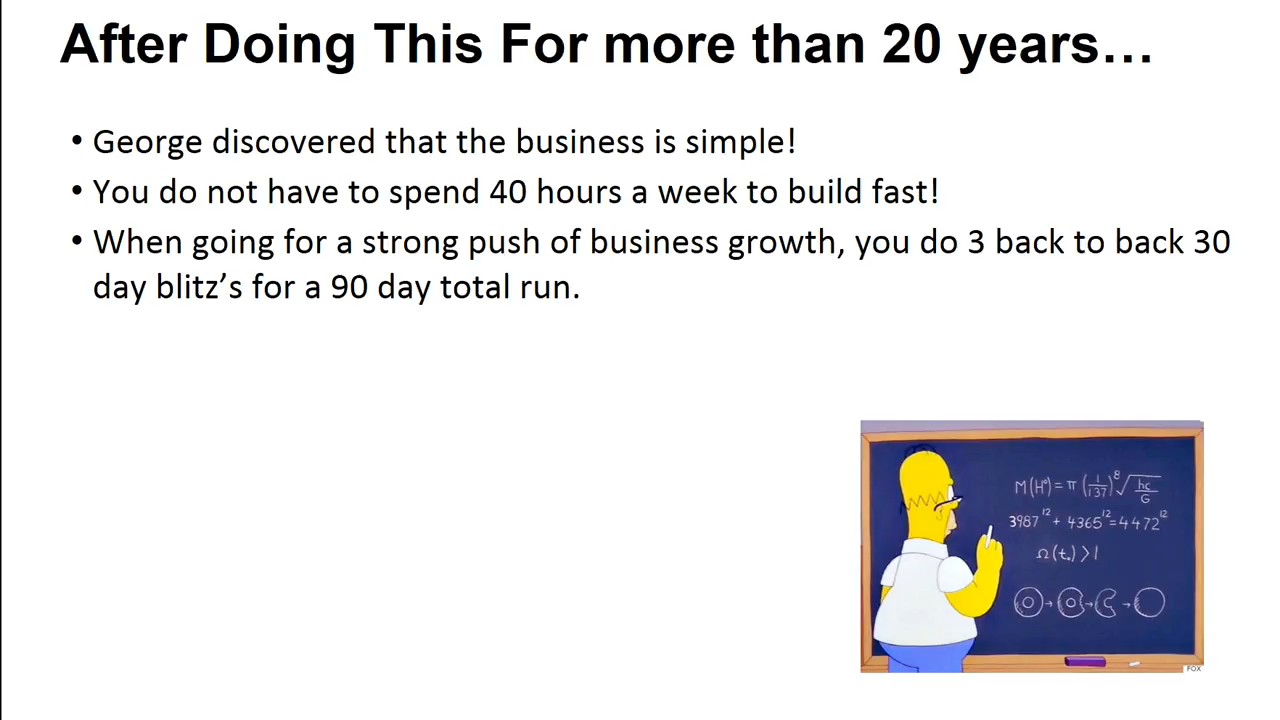 After Doing This For more than 20 years…
• George discovered that the business is simple!
• You do not have to spend 40 hours a week to build fast!
• When going for a strong push of business growth, you do 3 back to back 30
day blitz’s for a 90 day total run.
M(H°) = π (1/137)⁸ √(hc/G)
3987¹² + 4365¹² = 4472¹²
Ω(t₀) > 1
FOX